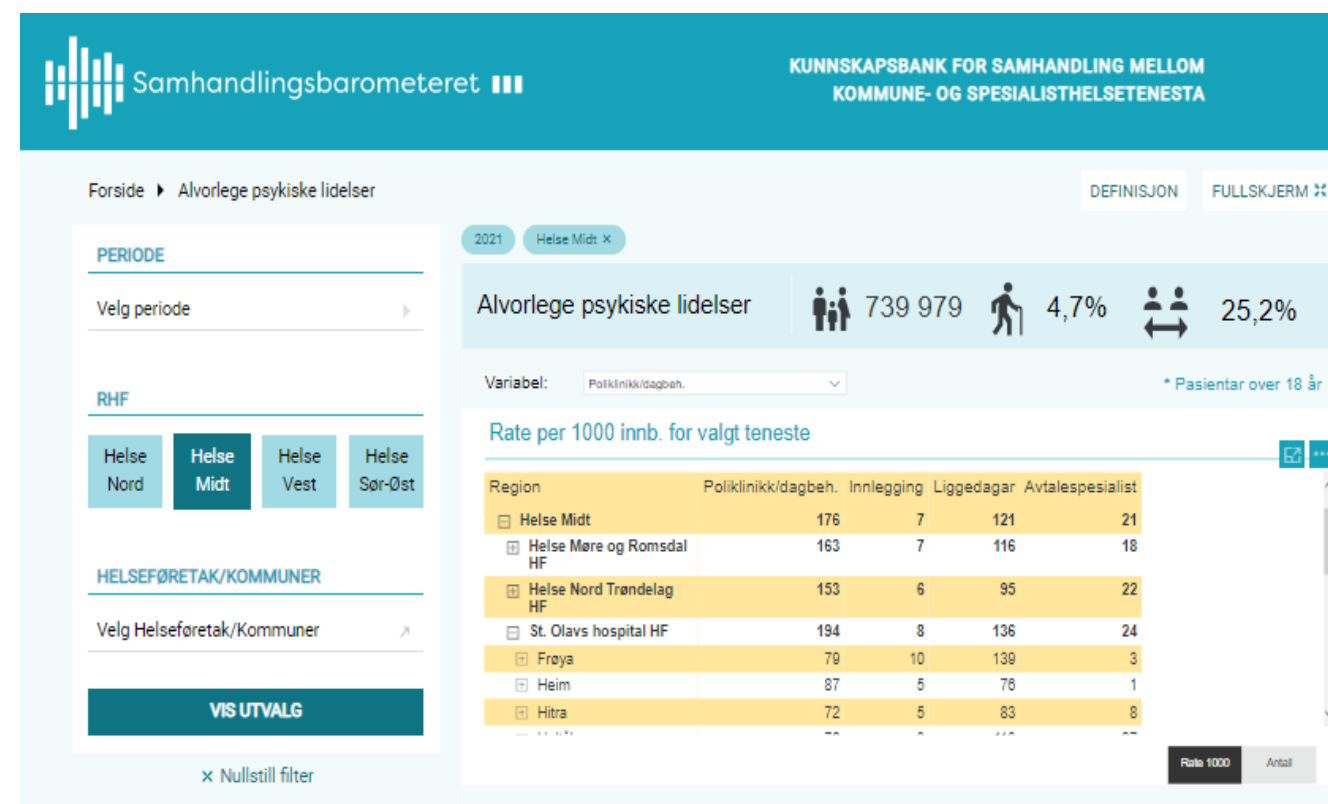 Samhandlingsbarometeret
KUNNSKAPSBANK FOR SAMHANDLING MELLOM
KOMMUNE- OG SPESIALISTHELSETENESTA
Forside Alvorlege psykiske lidelser
DEFINISJON FULLSKJERM
PERIODE
Velg periode
RHF
Helse Nord
Helse Midt
Helse Vest
Helse Sør-Øst
HELSEFØRETAK/KOMMUNER
Velg Helseføretak/Kommuner
VIS UTVALG
× Nullstill filter
2021 Helse Midt ×
Alvorlege psykiske lidelser 739 979 4,7% 25,2%
Variabel: Poliklinikk/dagbeh. * Pasientar over 18 år
Rate per 1000 innb. for valgt teneste
Region Poliklinikk/dagbeh. Innlegging Liggedagar Avtalespesialist
Helse Midt 176 7 121 21
Helse Møre og Romsdal HF 163 7 116 18
Helse Nord Trøndelag HF 153 6 95 22
St. Olavs hospital HF 194 8 136 24
Frøya 79 10 139 3
Heim 87 5 76 1
Hitra 72 5 83 8
Rate 1000 Antall